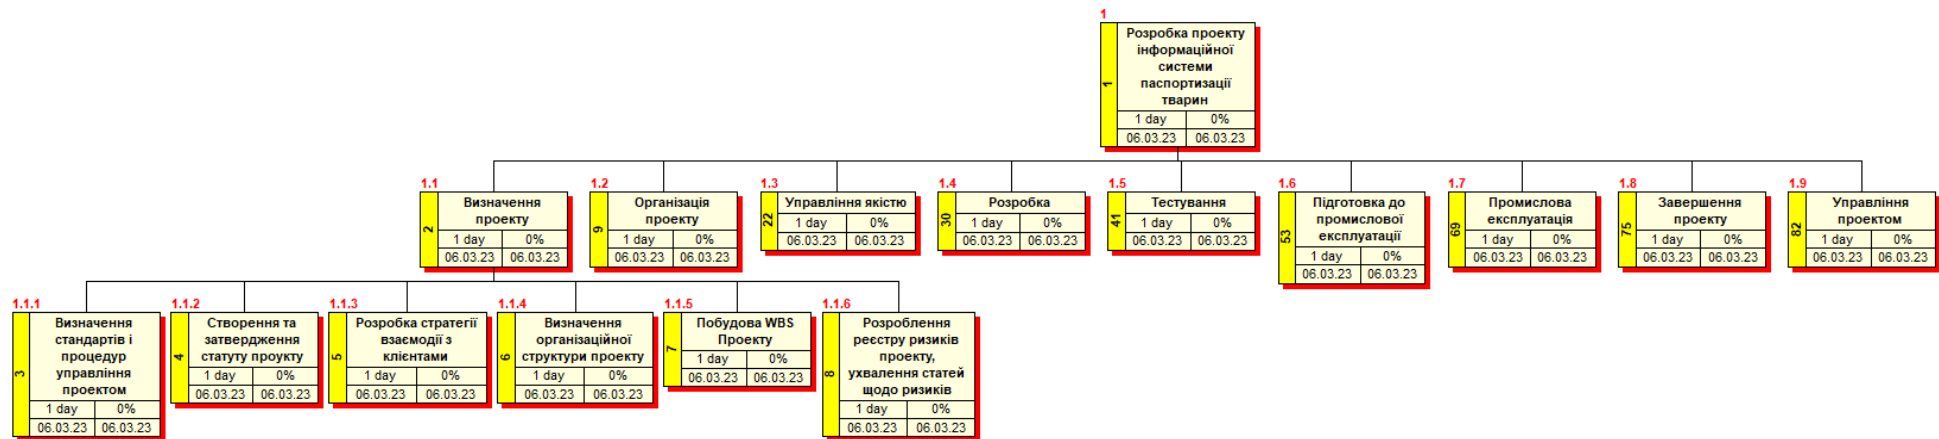 1
Розробка проекту
інформаційної
системи
паспортизації
тварин
1
1 day 0%
06.03.23 06.03.23
1.1
Визначення
проекту
2
1 day 0%
06.03.23 06.03.23
1.2
Організація
проекту
9
1 day 0%
06.03.23 06.03.23
1.3
Управління якістю
22
1 day 0%
06.03.23 06.03.23
1.4
Розробка
30
1 day 0%
06.03.23 06.03.23
1.5
Тестування
41
1 day 0%
06.03.23 06.03.23
1.6
Підготовка до
промислової
експлуатації
53
1 day 0%
06.03.23 06.03.23
1.7
Промислова
експлуатація
69
1 day 0%
06.03.23 06.03.23
1.8
Завершення
проекту
75
1 day 0%
06.03.23 06.03.23
1.9
Управління
проектом
82
1 day 0%
06.03.23 06.03.23
1.1.1
Визначення
стандартів і
процедур
управління
проектом
3
1 day 0%
06.03.23 06.03.23
1.1.2
Створення та
затвердження
статуту проукту
4
1 day 0%
06.03.23 06.03.23
1.1.3
Розробка стратегії
взаємодії з
клієнтами
5
1 day 0%
06.03.23 06.03.23
1.1.4
Визначення
організаційної
структури проекту
6
1 day 0%
06.03.23 06.03.23
1.1.5
Побудова WBS
Проекту
7
1 day 0%
06.03.23 06.03.23
1.1.6
Розроблення
реєстру ризиків
проекту,
ухвалення статей
щодо ризиків
8
1 day 0%
06.03.23 06.03.23